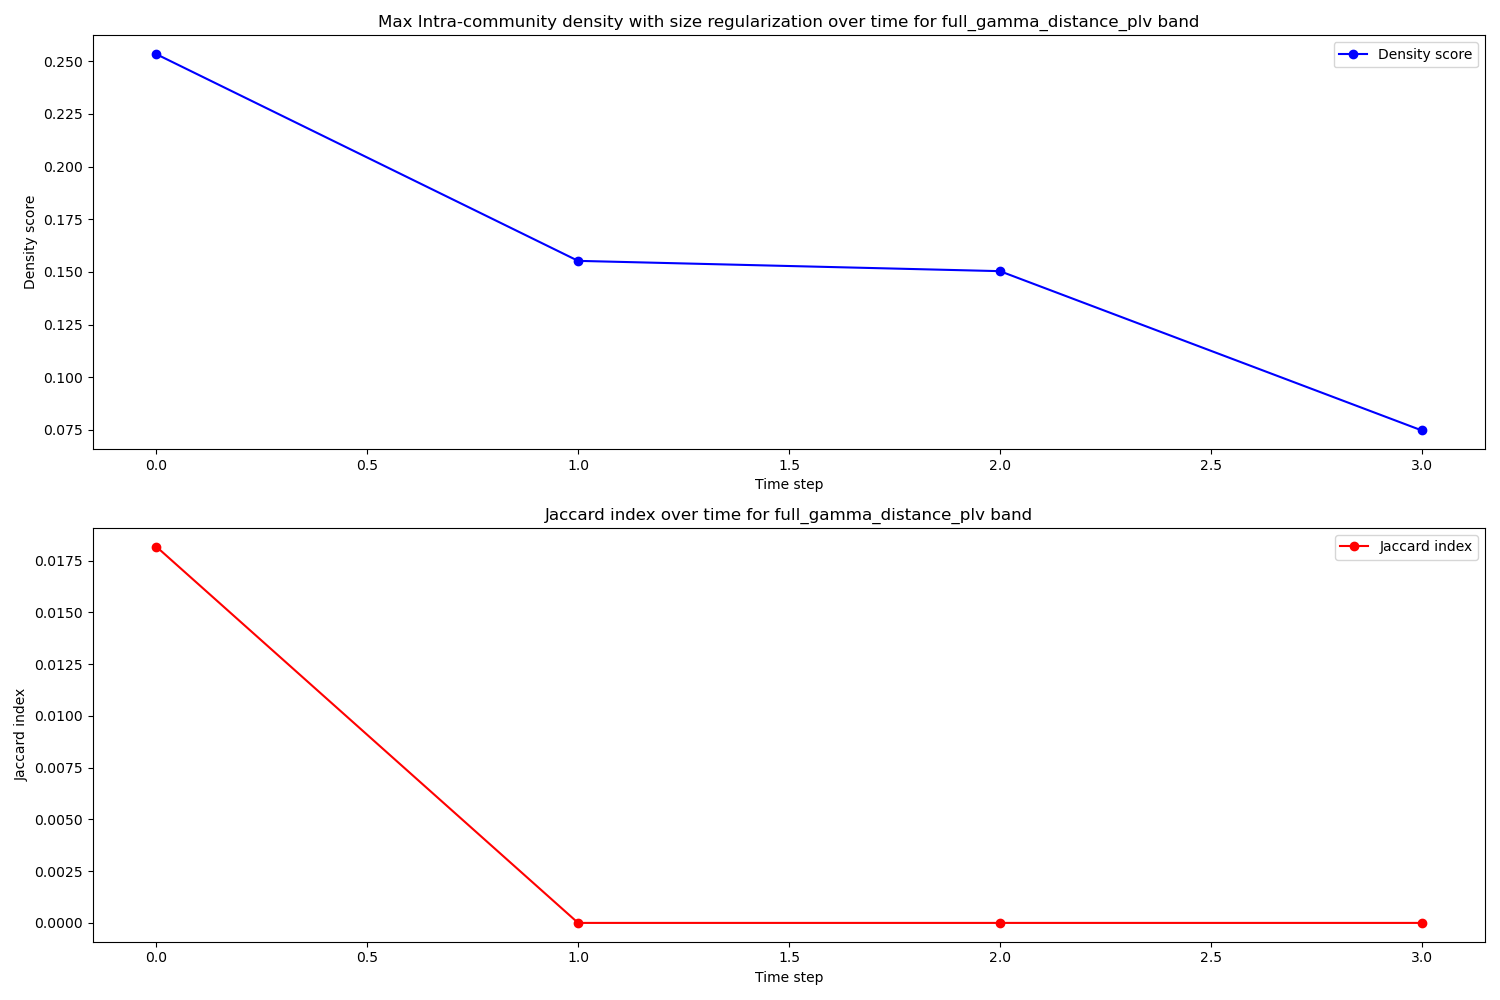 Max Intra-community density with size regularization over time for full_gamma_distance_plv band
Density score
0.250
0.225
0.200
0.175
0.150
0.125
0.100
0.075
Density score
0.0 0.5 1.0 1.5 2.0 2.5 3.0
Time step
Jaccard index over time for full_gamma_distance_plv band
Jaccard index
0.0175
0.0150
0.0125
0.0100
0.0075
0.0050
0.0025
0.0000
Jaccard index
0.0 0.5 1.0 1.5 2.0 2.5 3.0
Time step